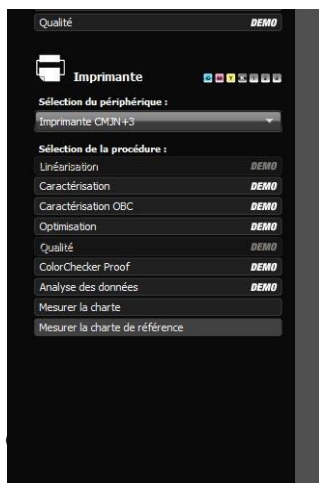 Qualité DEMO
Imprimante
Sélection du périphérique :
Imprimante CMJN+3
Sélection de la procédure :
Linéarisation DEMO
Caractérisation DEMO
Caractérisation OBC DEMO
Optimisation DEMO
Qualité DEMO
ColorChecker Proof DEMO
Analyse des données DEMO
Mesurer la charte
Mesurer la charte de référence